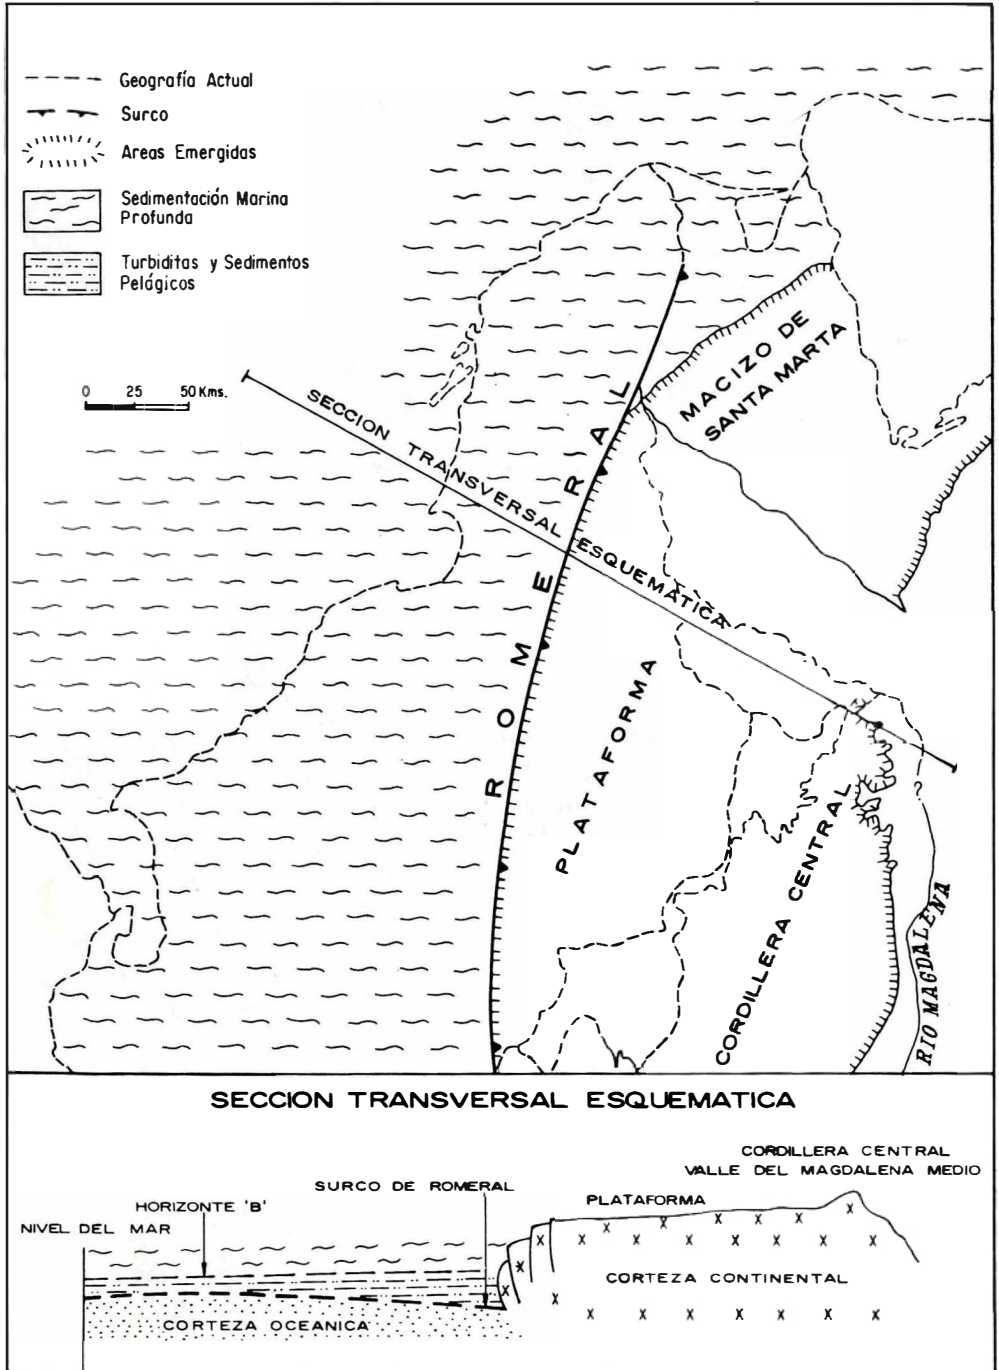 Geografía Actual
Surco
Areas Emergidas
Sedimentación Marina
Profunda
Turbiditas y Sedimentos
Pelágicos
0 25 50 Kms.
SECCION TRANSVERSAL ESQUEMATICA
ROMERAL
MACIZO DE
SANTA MARTA
PLATAFORMA
CORDILLERA CENTRAL
?
RIO MAGDALENA
SECCION TRANSVERSAL ESQUEMATICA
CORDILLERA CENTRAL
VALLE DEL MAGDALENA MEDIO
SURCO DE ROMERAL
PLATAFORMA
HORIZONTE 'B'
NIVEL DEL MAR
CORTEZA CONTINENTAL
CORTEZA OCEANICA